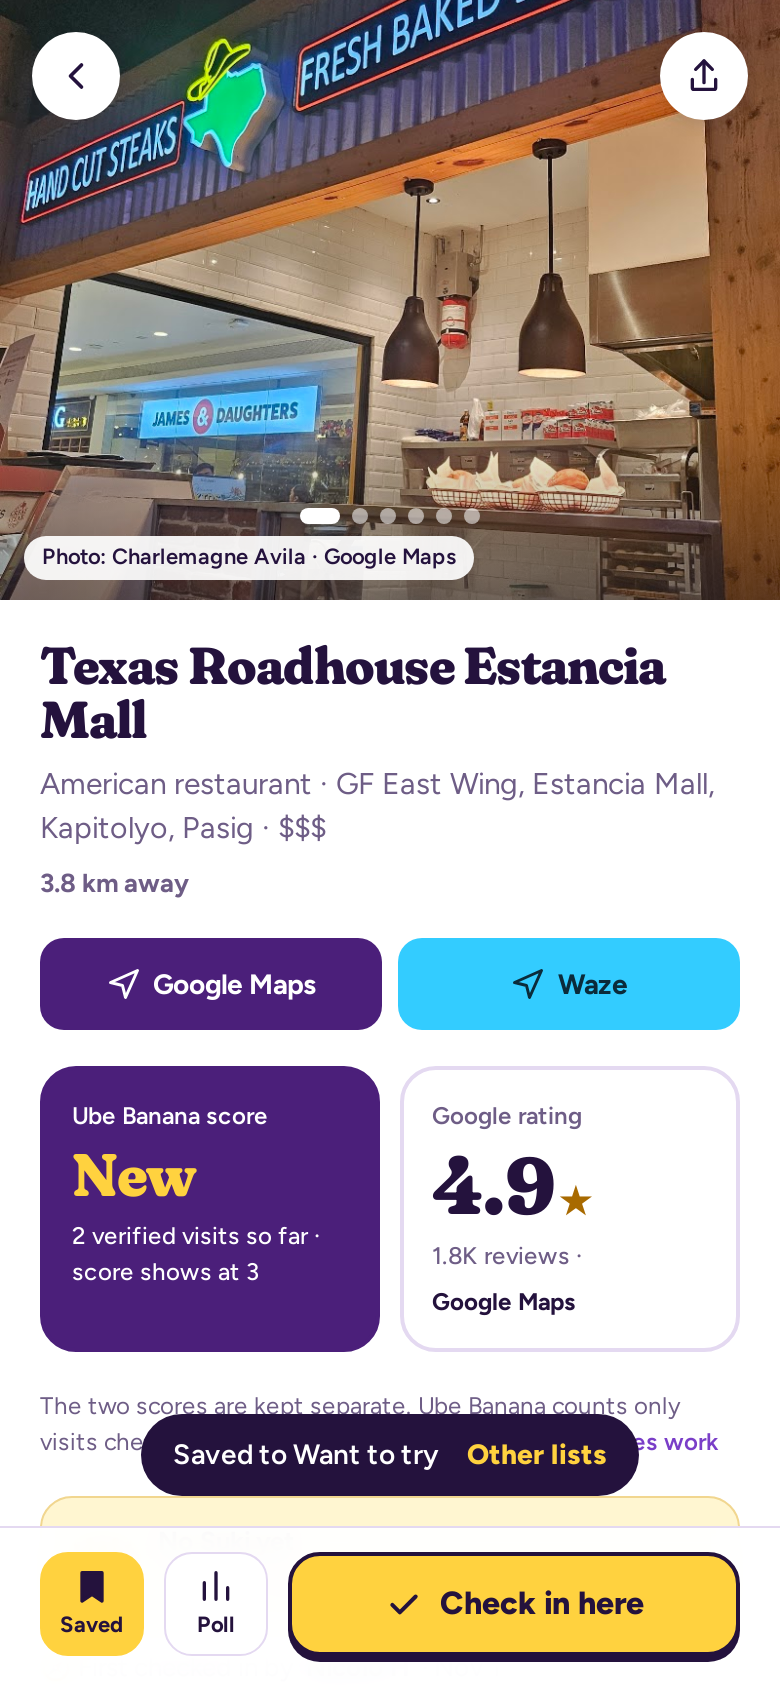 FRESH BAKED
HAND CUT STEAKS
JAMES & DAUGHTERS
Photo: Charlemagne Avila · Google Maps
Texas Roadhouse Estancia
Mall
American restaurant · GF East Wing, Estancia Mall,
Kapitolyo, Pasig · $$$
3.8 km away
Google Maps
Waze
Ube Banana score
New
2 verified visits so far ·
score shows at 3
Google rating
4.9★
1.8K reviews ·
Google Maps
The two scores are kept separate. Ube Banana counts only
visits
work
Saved to Want to try Other lists
Saved
Poll
Check in here